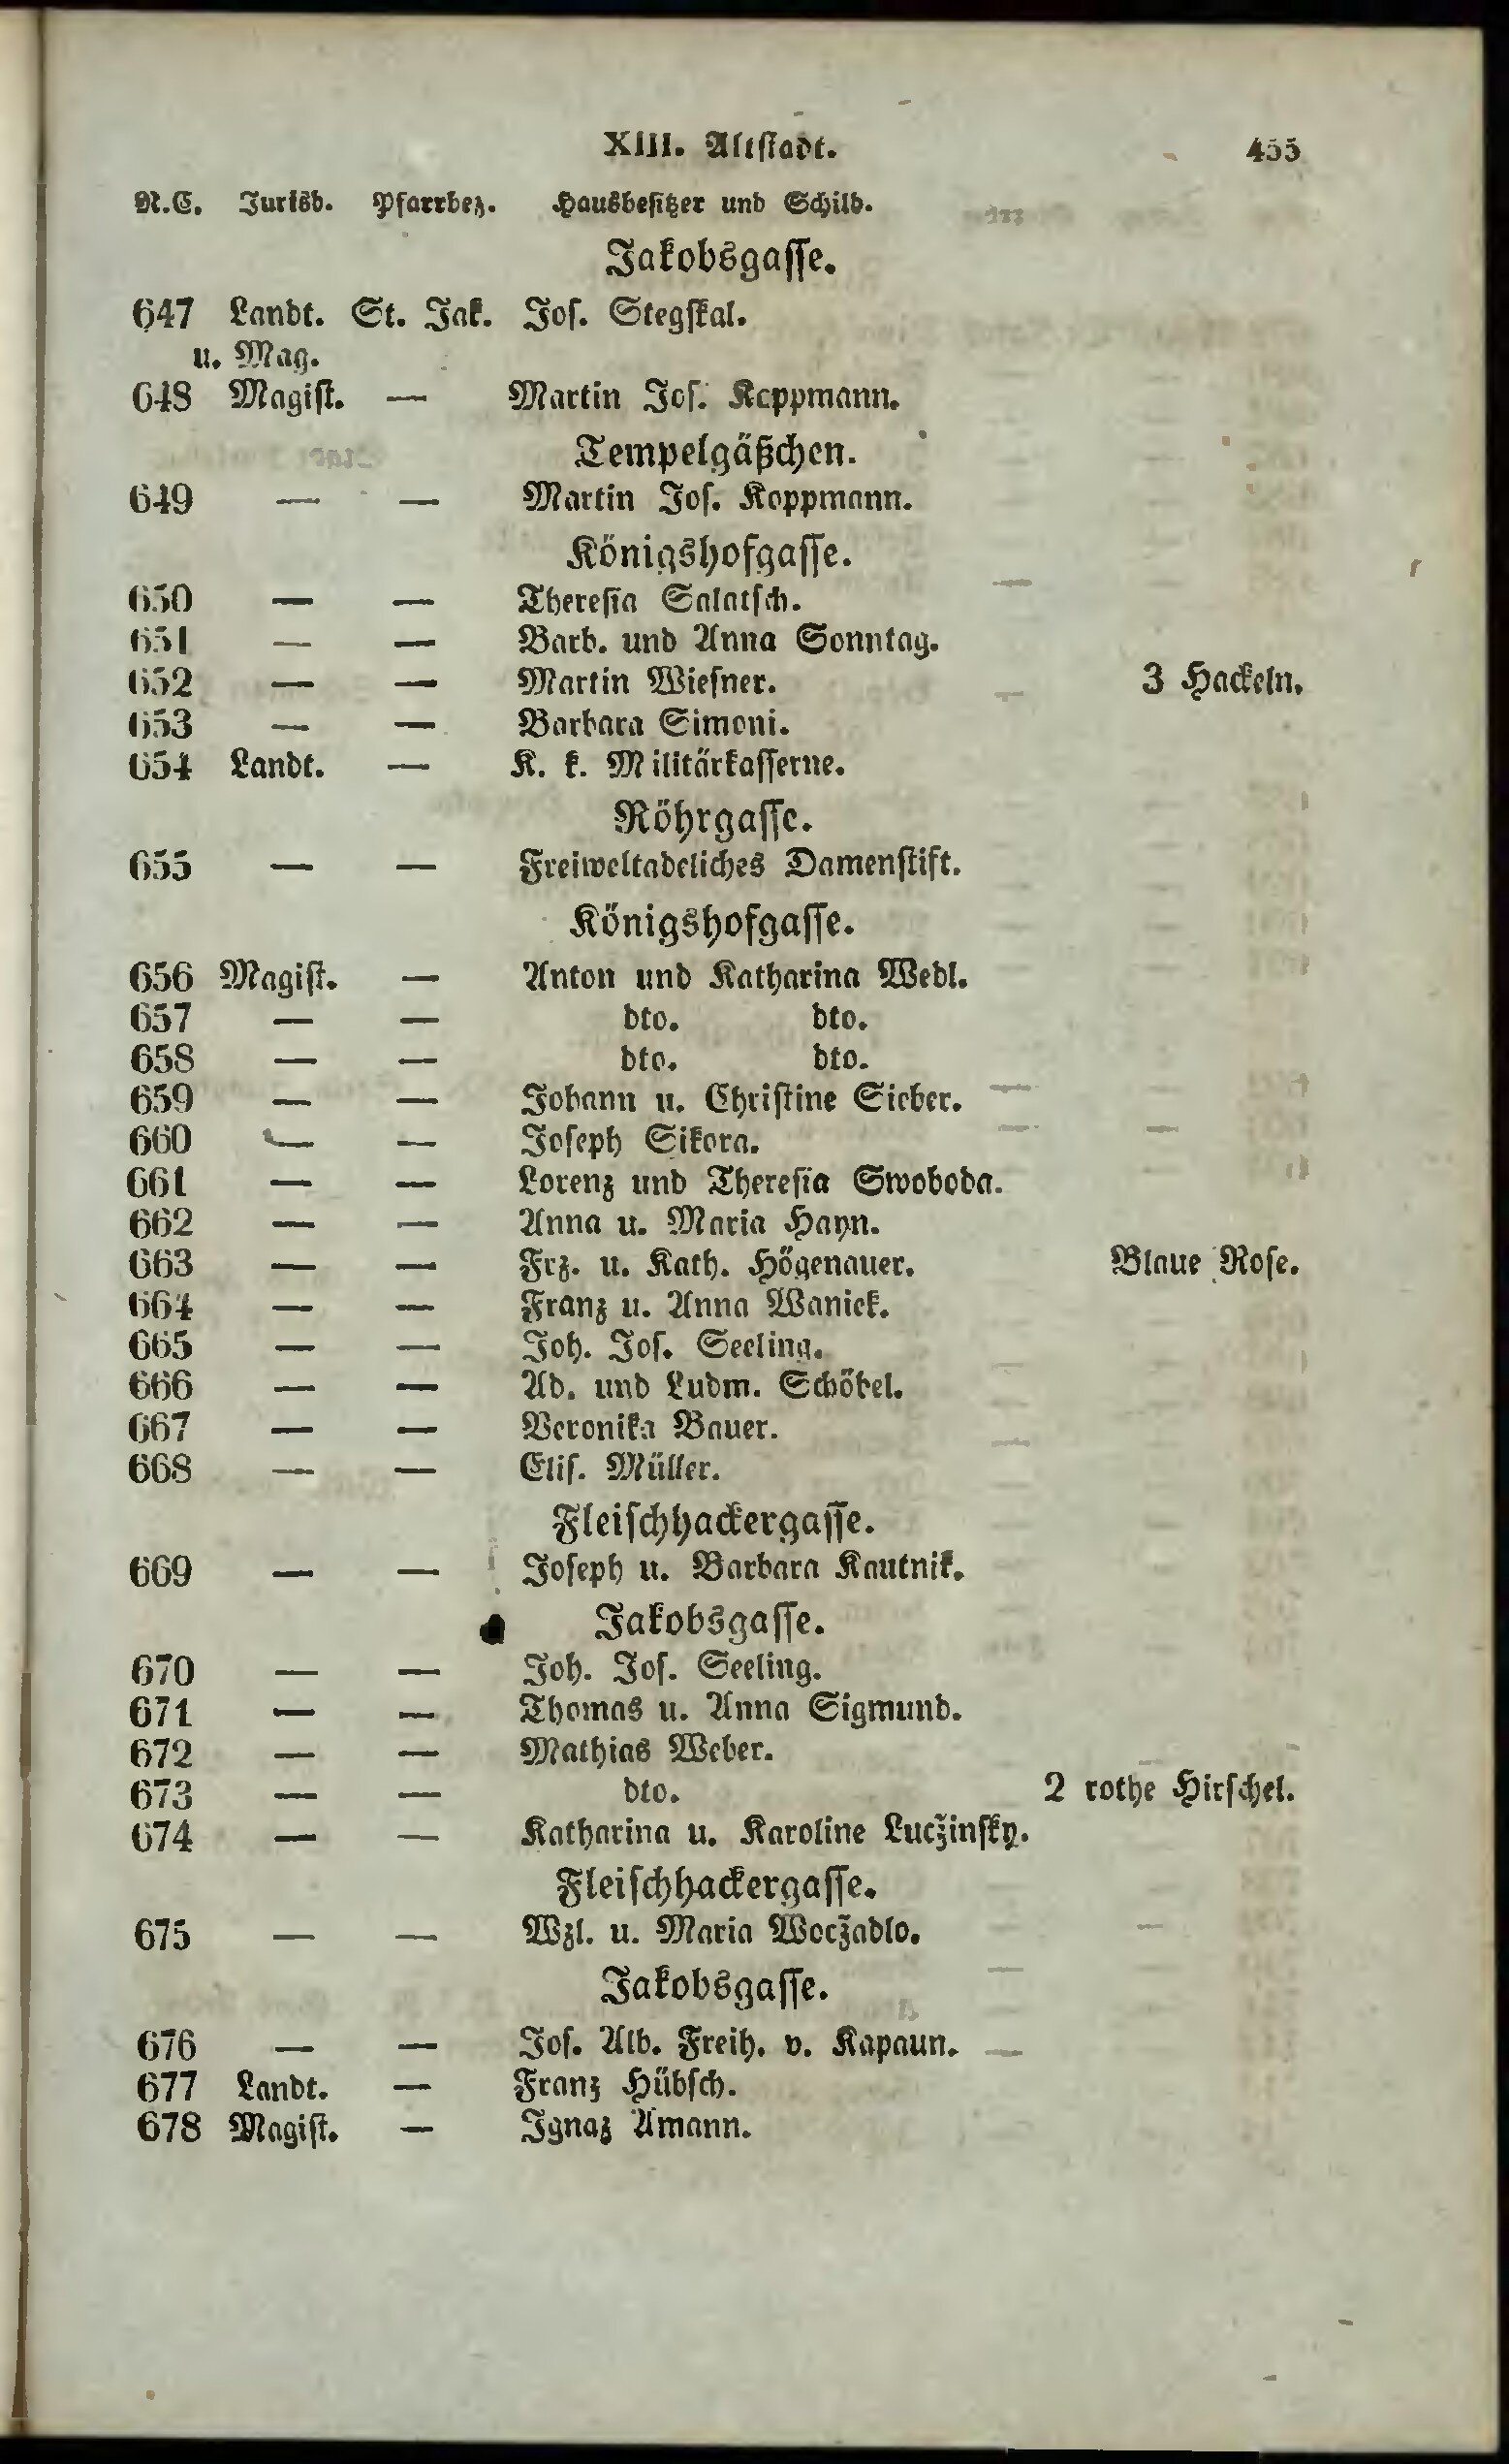 XIII. Altstadt. 455
N.C. Jurisd. Pfarrbez. Hausbesitzer und Schild.
Jakobsgasse.
647 Landt. St. Jak. Jos. Stegskal.
u. Mag.
648 Magist. — Martin Jos. Koppmann.
Tempelgäßchen.
649 — — Martin Jos. Koppmann.
Königshofgasse.
650 — — Theresia Salatsch.
651 — — Barb. und Anna Sonntag.
652 — — Martin Wiesner. 3 Hackeln.
653 — — Barbara Simoni.
654 Landt. — K. k. Militärkasserne.
Röhrgasse.
655 — — Freiweltadeliches Damenstift.
Königshofgasse.
656 Magist. — Anton und Katharina Wedl.
657 — — dto. dto.
658 — — dto. dto.
659 — — Johann u. Christine Sieber.
660 — — Joseph Sikora.
661 — — Lorenz und Theresia Swoboda.
662 — — Anna u. Maria Hayn.
663 — — Frz. u. Kath. Högenauer. Blaue Rose.
664 — — Franz u. Anna Waniek.
665 — — Joh. Jos. Seeling.
666 — — Ad. und Ludm. Schöbel.
667 — — Veronika Bauer.
668 — — Elis. Müller.
Fleischhackergasse.
669 — — Joseph u. Barbara Kautnik.
Jakobsgasse.
670 — — Joh. Jos. Seeling.
671 — — Thomas u. Anna Sigmund.
672 — — Mathias Weber.
673 — — dto. 2 rothe Hirschel.
674 — — Katharina u. Karoline Lucžinsky.
Fleischhackergasse.
675 — — Wzl. u. Maria Wocžadlo.
Jakobsgasse.
676 — — Jos. Alb. Freih. v. Kapaun.
677 Landt. — Franz Hübsch.
678 Magist. — Ignaz Amann.